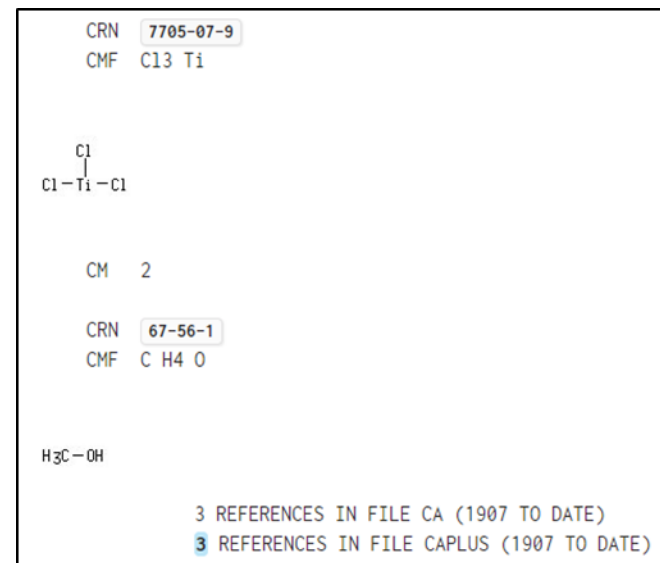 CRN 7705-07-9
CMF Cl3 Ti
Cl
Cl-Ti-Cl
CM 2
CRN 67-56-1
CMF C H4 O
H3C-OH
3 REFERENCES IN FILE CA (1907 TO DATE)
3 REFERENCES IN FILE CAPLUS (1907 TO DATE)